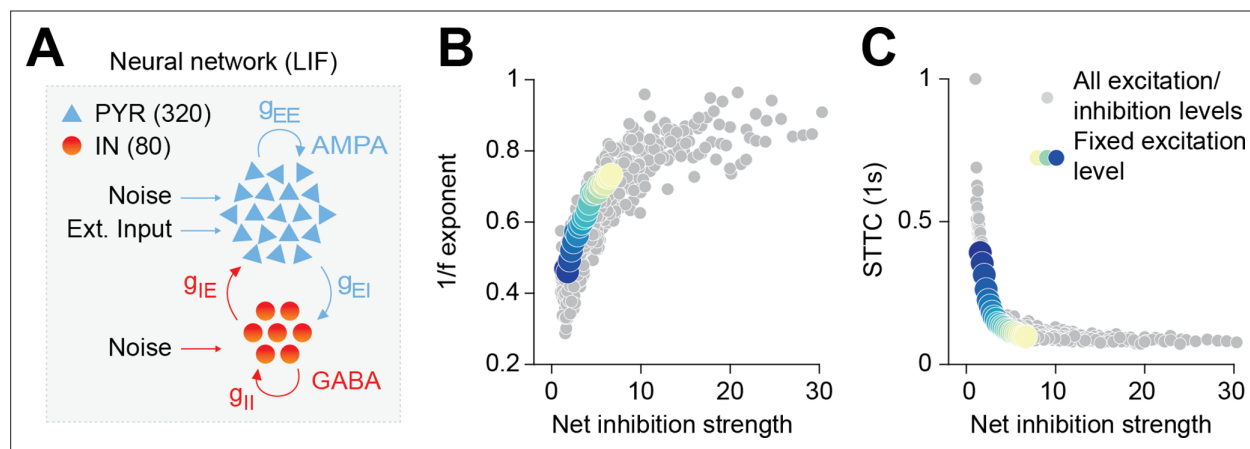 A
Neural network (LIF)
PYR (320)
IN (80)
gEE
AMPA
Noise
Ext. Input
gIE
gEI
Noise
GABA
gII
B
1/f exponent
1
0.8
0.6
0.4
0.2
0
10
20
30
Net inhibition strength
C
STTC (1s)
1
0.5
0
0
10
20
30
Net inhibition strength
All excitation/
inhibition levels
Fixed excitation
level